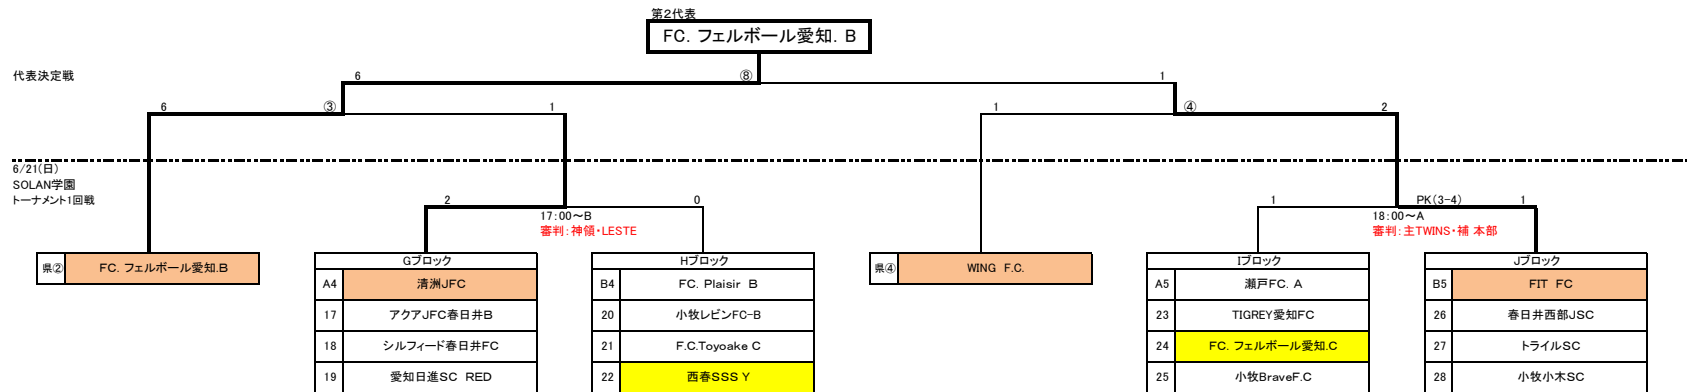 第2代表
FC. フェルボール愛知. B
代表決定戦
6 ⑧ 1
6 ③ 1 1 ④ 2
6/21(日)
SOLAN学園
トーナメント1回戦
2 0 1 PK(3-4) 1
17:00～B 18:00～A
審判：神領・LESTE 審判：主TWINS・補 本部
県② FC. フェルボール愛知.B Gブロック Hブロック 県④ WING F.C. Iブロック Jブロック
A4 清洲JFC B4 FC. Plaisir B A5 瀬戸FC. A B5 FIT FC
17 アクアJFC春日井B 20 小牧レビンFC-B 23 TIGREY愛知FC 26 春日井西部JSC
18 シルフィード春日井FC 21 F.C.Toyoake C 24 FC. フェルボール愛知.C 27 トライルSC
19 愛知日進SC RED 22 西春SSS Y 25 小牧BraveF.C 28 小牧小木SC